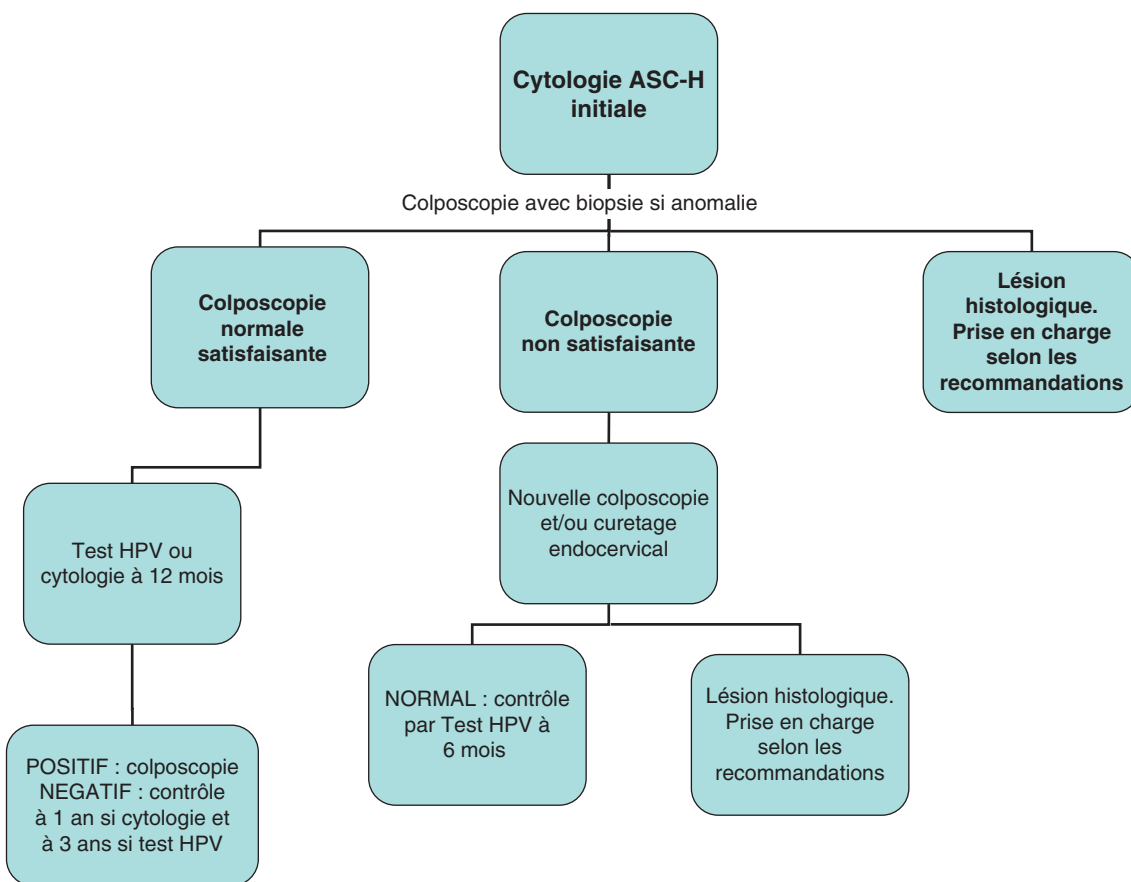 Cytologie ASC-H
initiale
Colposcopie avec biopsie si anomalie
Colposcopie
normale
satisfaisante
Colposcopie
non satisfaisante
Lésion
histologique.
Prise en charge
selon les
recommandations
Test HPV ou
cytologie à 12 mois
Nouvelle colposcopie
et/ou curetage
endocervical
POSITIF : colposcopie
NEGATIF : contrôle
à 1 an si cytologie et
à 3 ans si test HPV
NORMAL : contrôle
par Test HPV à
6 mois
Lésion histologique.
Prise en charge
selon les
recommandations